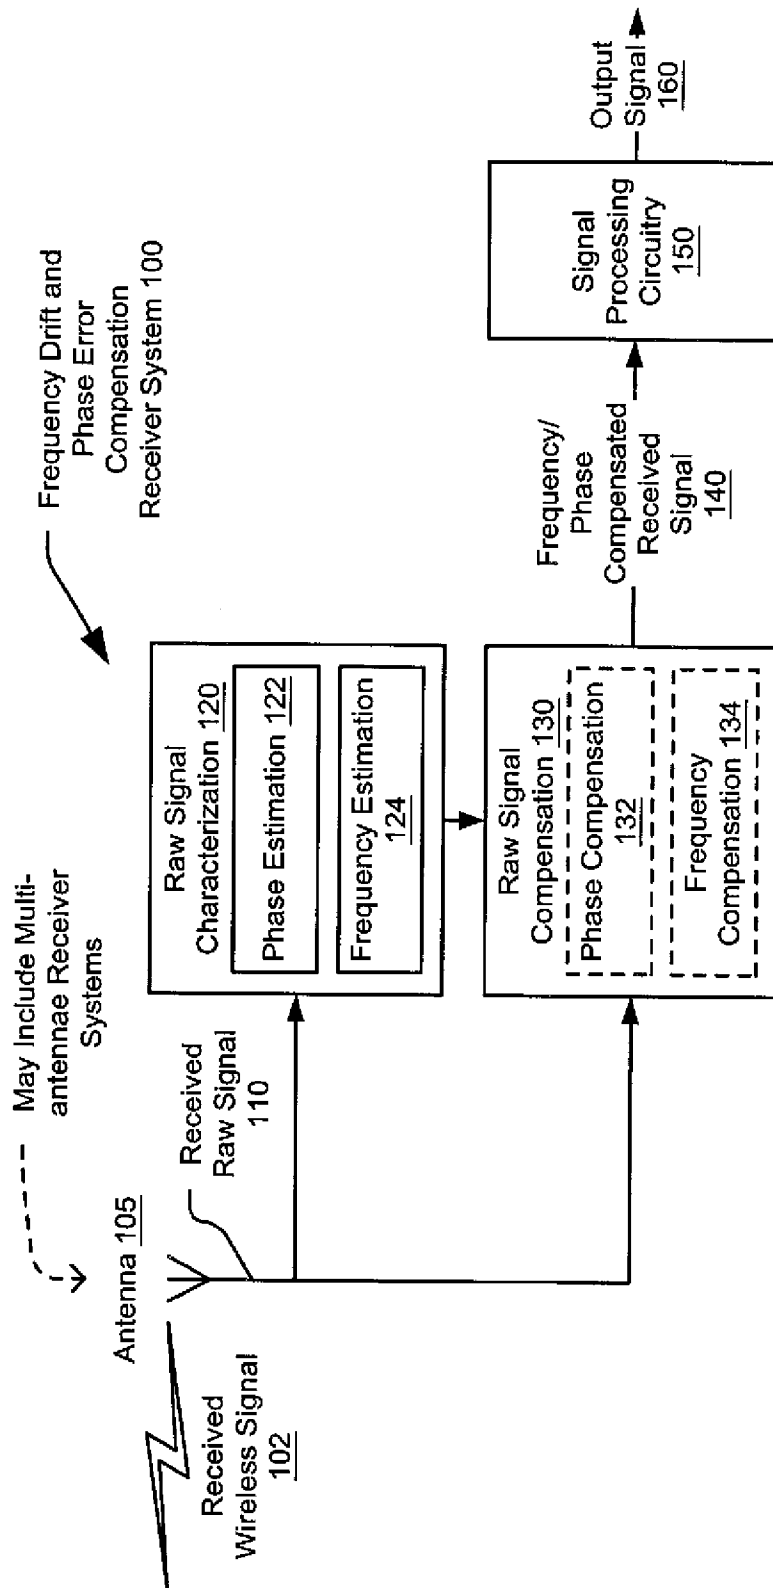 May Include Multi-
antennae Receiver
Systems
Frequency Drift and
Phase Error
Compensation
Receiver System 100
Antenna 105
Received
Wireless Signal
102
Received
Raw Signal
110
Raw Signal
Characterization 120
Phase Estimation 122
Frequency Estimation
124
Raw Signal
Compensation 130
Phase Compensation
132
Frequency
Compensation 134
Frequency/
Phase
Compensated
Received
Signal
140
Signal
Processing
Circuitry
150
Output
Signal
160